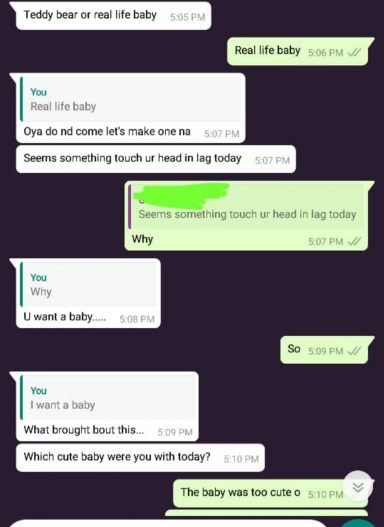 Teddy bear or real life baby 5:05 PM
Real life baby 5:06 PM
You
Real life baby
Oya do nd come let's make one na 5:07 PM
Seems something touch ur head in lag today 5:07 PM
Seems something touch ur head in lag today
Why 5:07 PM
You
Why
U want a baby..... 5:08 PM
So 5:09 PM
You
I want a baby
What brought bout this... 5:09 PM
Which cute baby were you with today? 5:10 PM
The baby was too cute o 5:10 PM